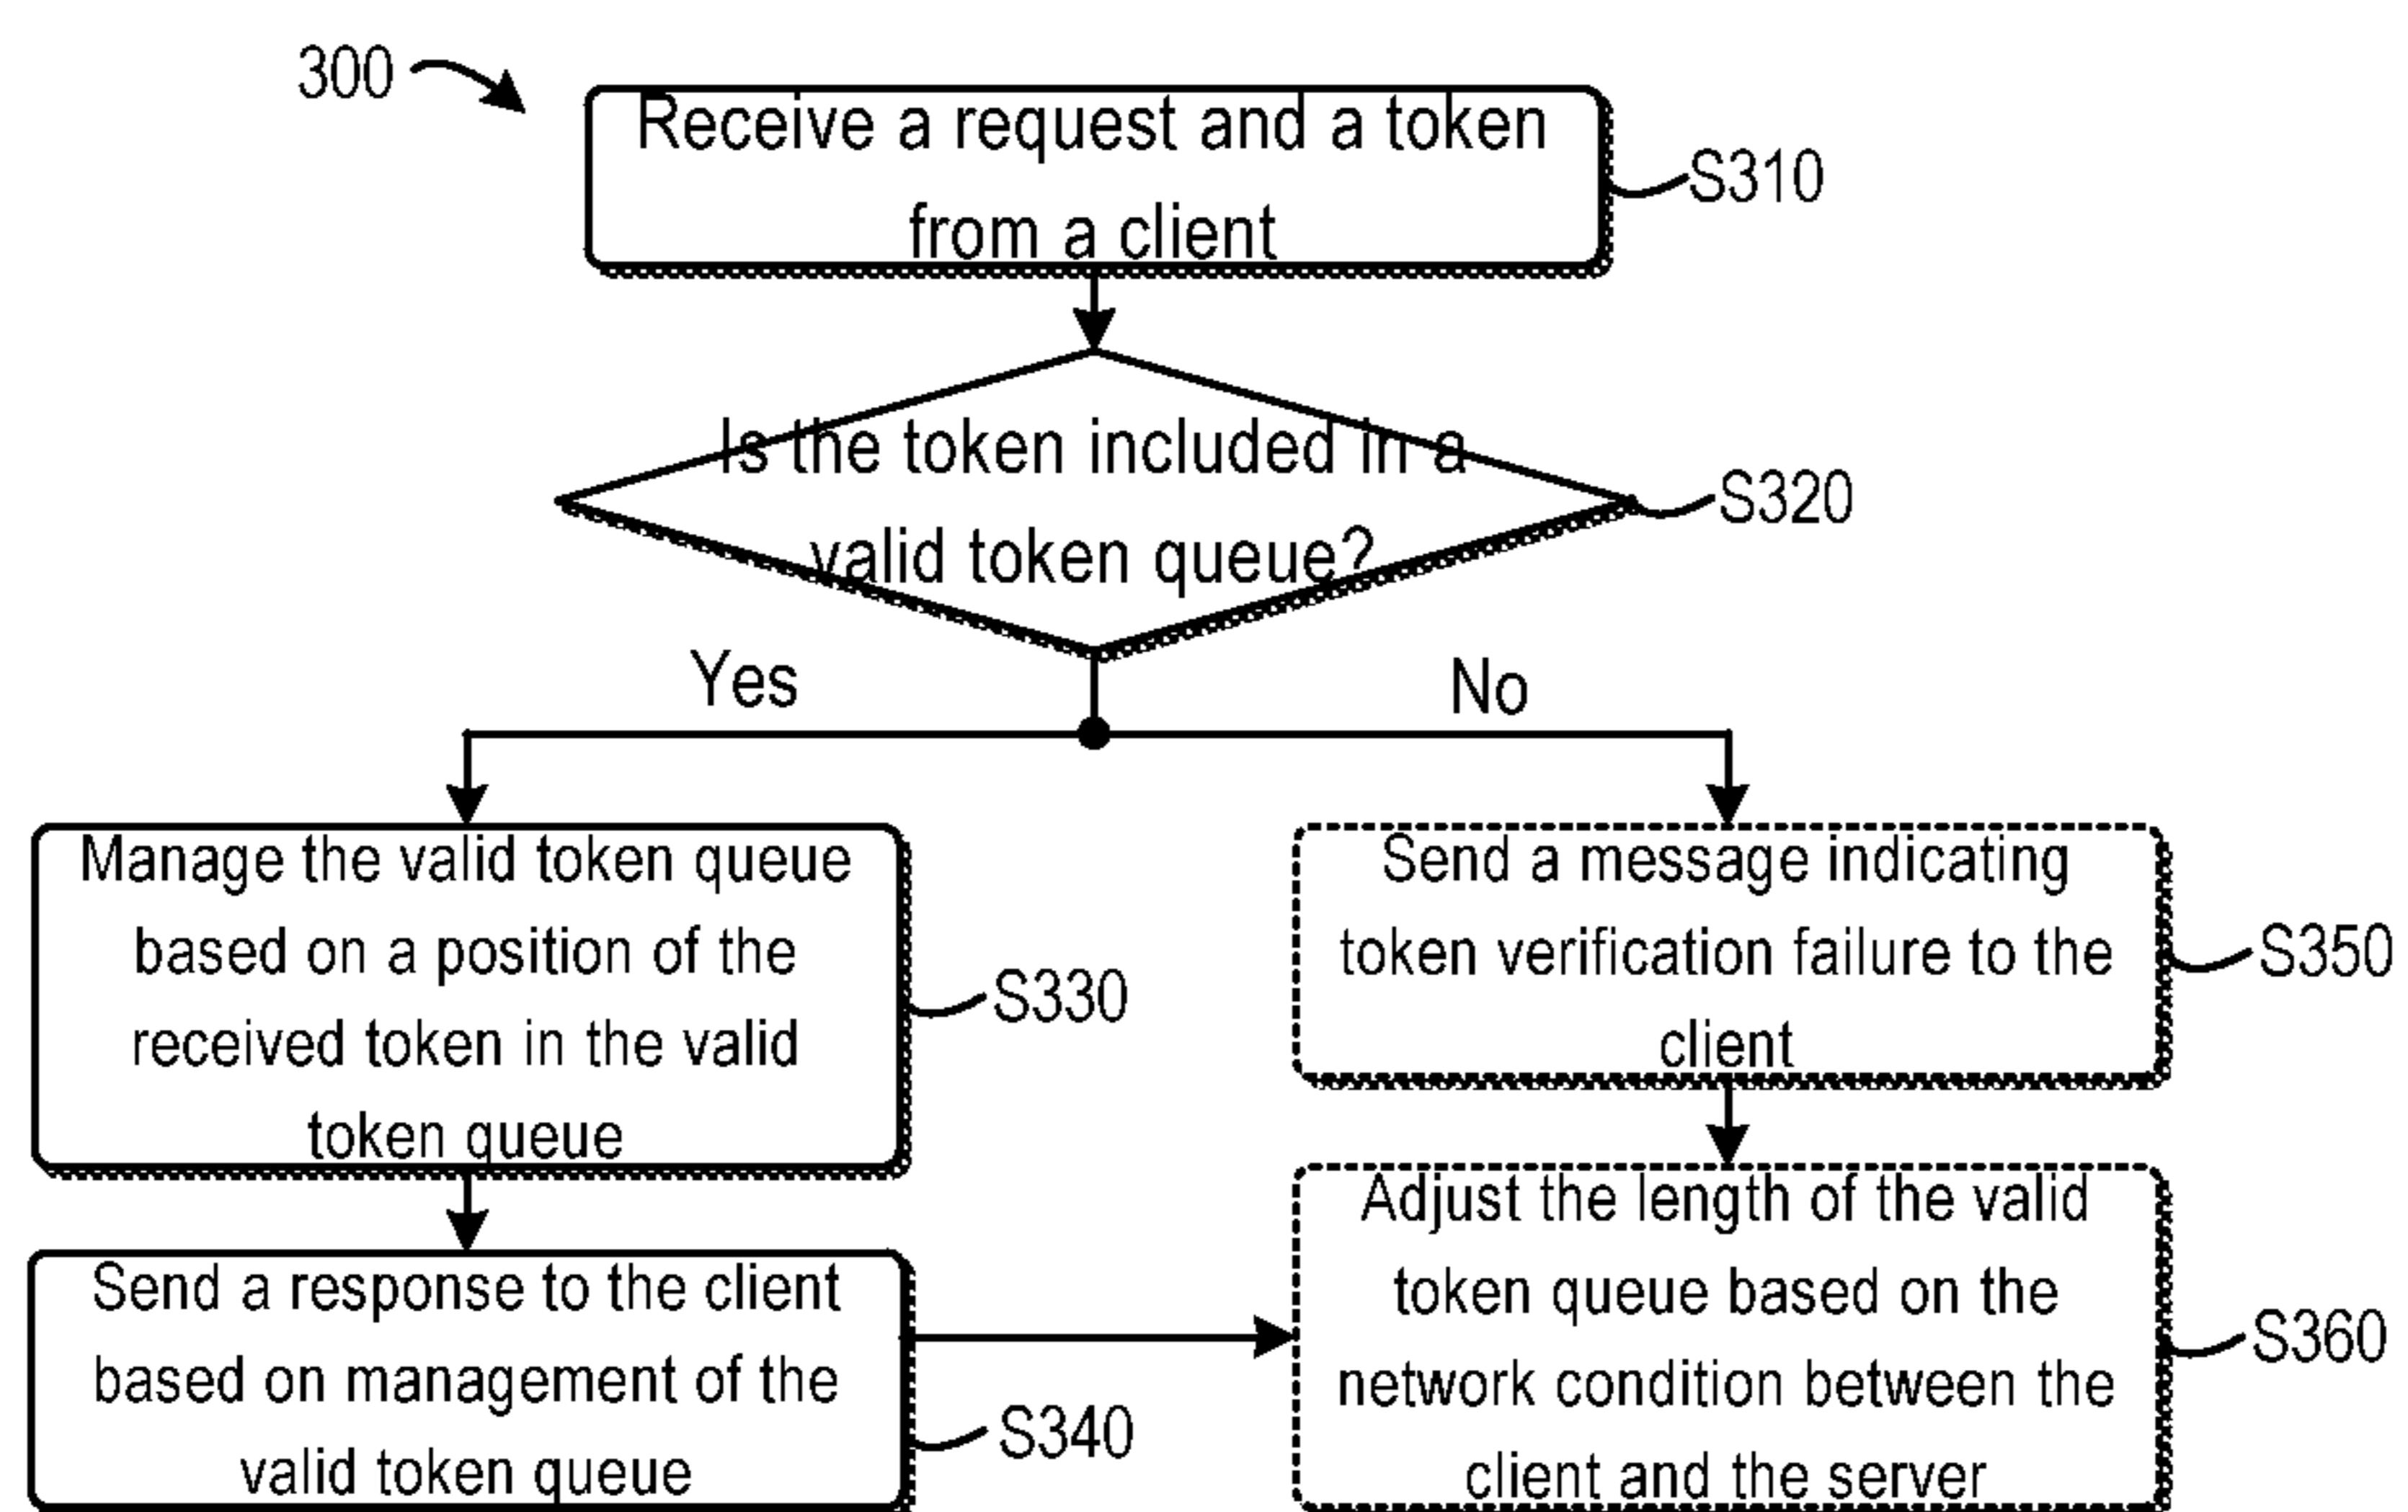 300
Receive a request and a token
from a client
S310
Is the token included in a
valid token queue?
S320
Yes
No
Manage the valid token queue
based on a position of the
received token in the valid
token queue
S330
Send a message indicating
token verification failure to the
client
S350
Send a response to the client
based on management of the
valid token queue
S340
Adjust the length of the valid
token queue based on the
network condition between the
client and the server
S360